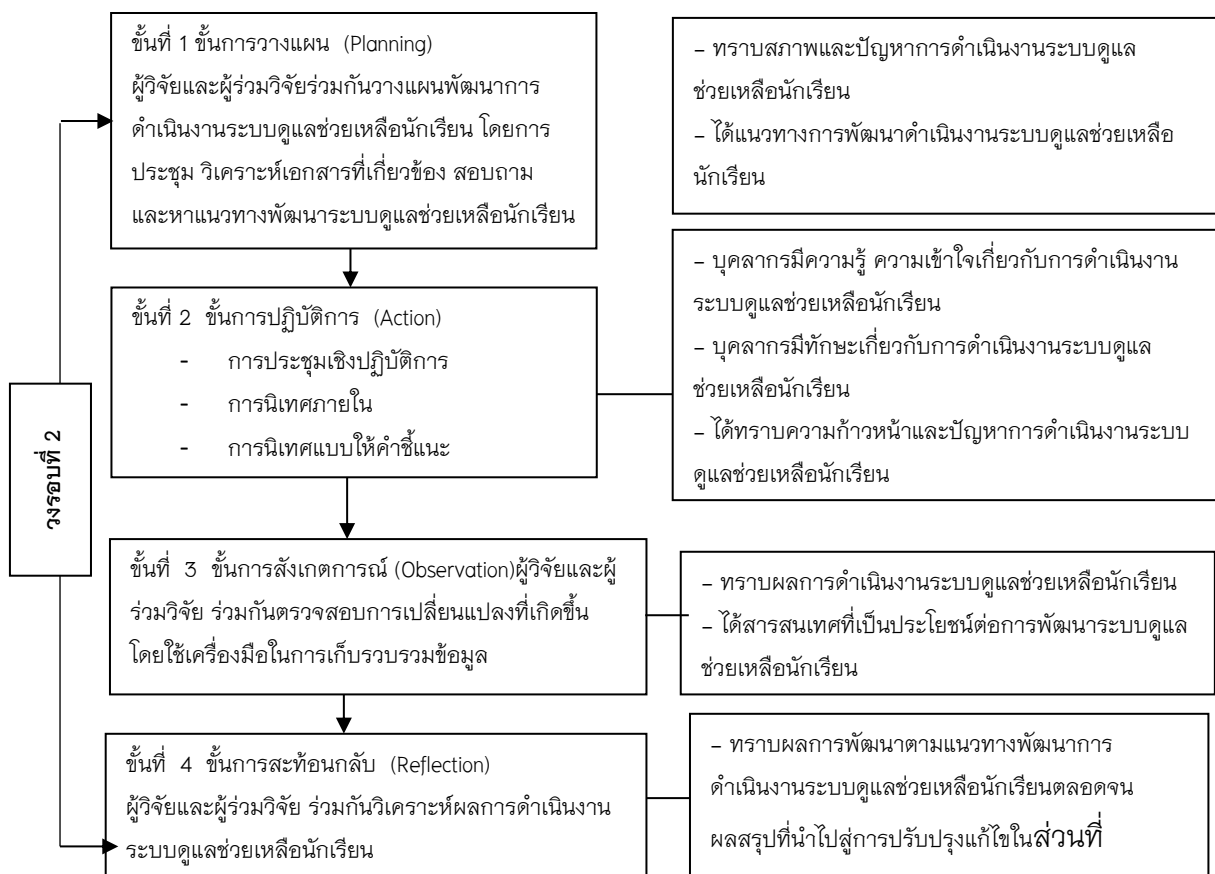 ขั้นที่ 1 ขั้นการวางแผน (Planning)
ผู้วิจัยและผู้ร่วมวิจัยร่วมกันวางแผนพัฒนาการ
ดำเนินงานระบบดูแลช่วยเหลือนักเรียน โดยการ
ประชุม วิเคราะห์เอกสารที่เกี่ยวข้อง สอบถาม
และหาแนวทางพัฒนาระบบดูแลช่วยเหลือนักเรียน
– ทราบสภาพและปัญหาการดำเนินงานระบบดูแล
ช่วยเหลือนักเรียน
– ได้แนวทางการพัฒนาดำเนินงานระบบดูแลช่วยเหลือ
นักเรียน
ขั้นที่ 2 ขั้นการปฏิบัติการ (Action)
- การประชุมเชิงปฏิบัติการ
- การนิเทศภายใน
- การนิเทศแบบให้คำชี้แนะ
– บุคลากรมีความรู้ ความเข้าใจเกี่ยวกับการดำเนินงาน
ระบบดูแลช่วยเหลือนักเรียน
– บุคลากรมีทักษะเกี่ยวกับการดำเนินงานระบบดูแล
ช่วยเหลือนักเรียน
– ได้ทราบความก้าวหน้าและปัญหาการดำเนินงานระบบ
ดูแลช่วยเหลือนักเรียน
วงรอบที่ 2
ขั้นที่ 3 ขั้นการสังเกตการณ์ (Observation)ผู้วิจัยและผู้
ร่วมวิจัย ร่วมกันตรวจสอบการเปลี่ยนแปลงที่เกิดขึ้น
โดยใช้เครื่องมือในการเก็บรวบรวมข้อมูล
– ทราบผลการดำเนินงานระบบดูแลช่วยเหลือนักเรียน
– ได้สารสนเทศที่เป็นประโยชน์ต่อการพัฒนาระบบดูแล
ช่วยเหลือนักเรียน
ขั้นที่ 4 ขั้นการสะท้อนกลับ (Reflection)
ผู้วิจัยและผู้ร่วมวิจัย ร่วมกันวิเคราะห์ผลการดำเนินงาน
ระบบดูแลช่วยเหลือนักเรียน
– ทราบผลการพัฒนาตามแนวทางพัฒนาการ
ดำเนินงานระบบดูแลช่วยเหลือนักเรียนตลอดจน
ผลสรุปที่นำไปสู่การปรับปรุงแก้ไขในส่วนที่